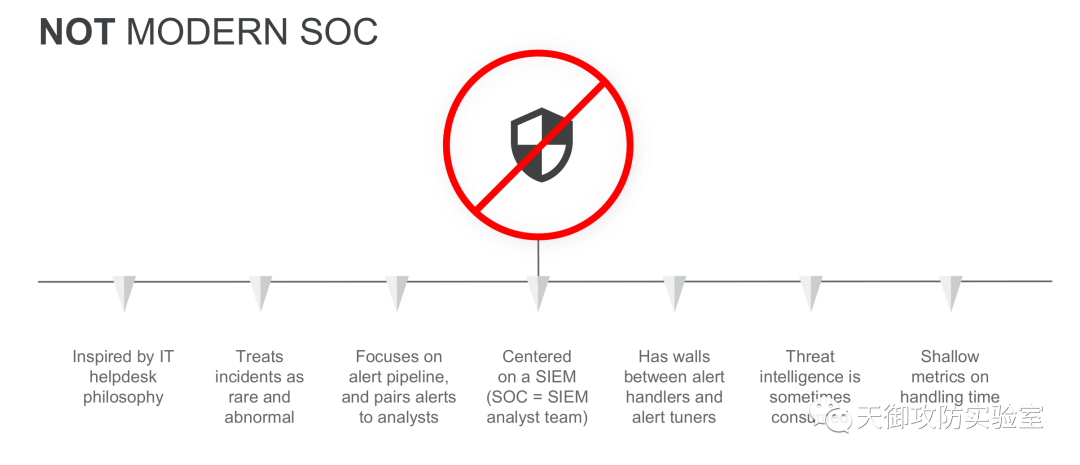 NOT MODERN SOC
Inspired by IT
helpdesk
philosophy
Treats
incidents as
rare and
abnormal
Focuses on
alert pipeline,
and pairs alerts
to analysts
Centered
on a SIEM
(SOC = SIEM
analyst team)
Has walls
between alert
handlers and
alert tuners
Threat
intelligence is
sometimes
Shallow
metrics on
handling time
天御攻防实验室